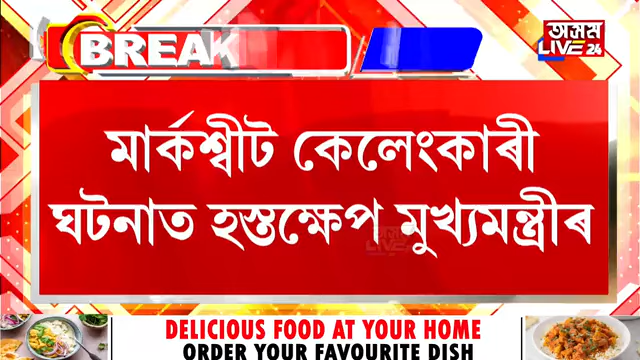 BREAK
অসম
LIVE 24
মাৰ্কশ্বীট কেলেংকাৰী
ঘটনাত হস্তক্ষেপ মুখ্যমন্ত্ৰীৰ
DELICIOUS FOOD AT YOUR HOME
ORDER YOUR FAVOURITE DISH